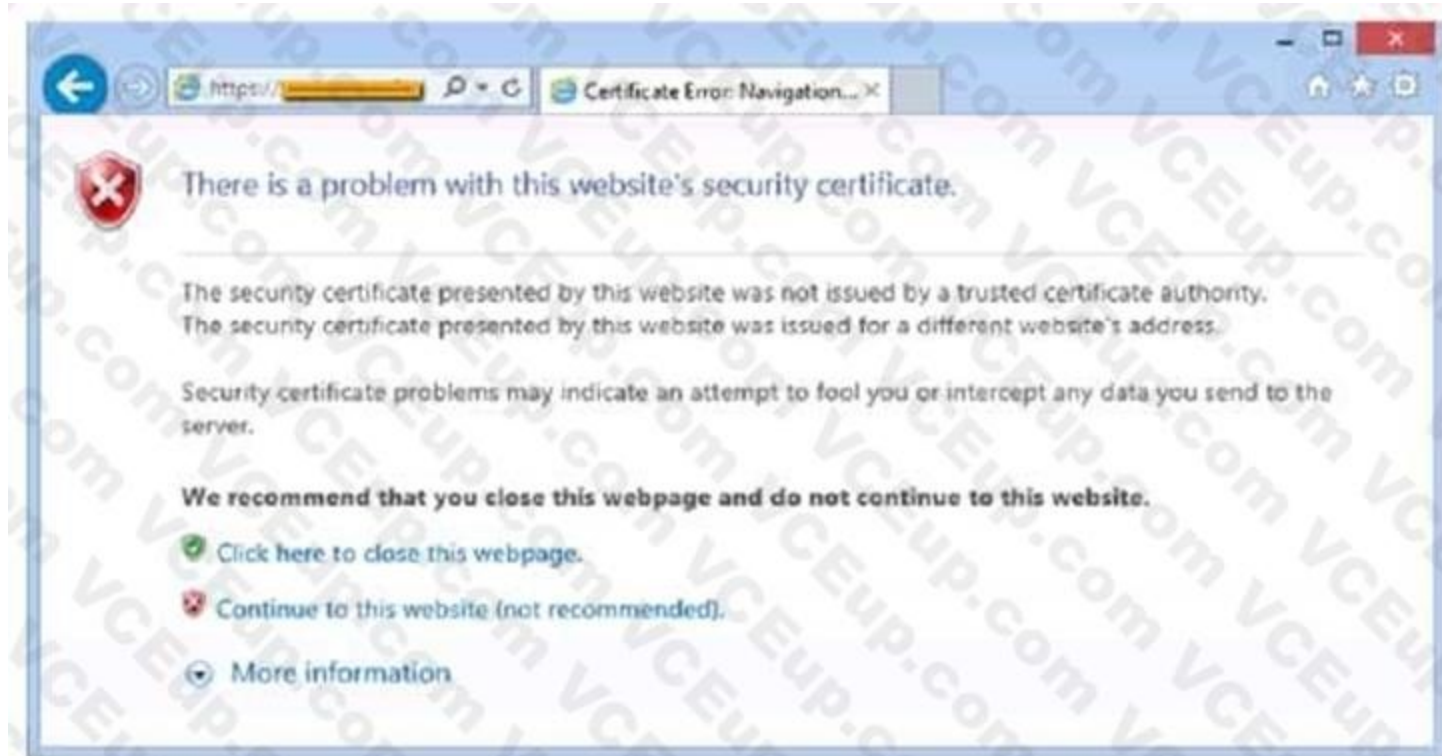 https://
Certificate Error: Navigation...
There is a problem with this website's security certificate.
The security certificate presented by this website was not issued by a trusted certificate authority.
The security certificate presented by this website was issued for a different website's address.
Security certificate problems may indicate an attempt to fool you or intercept any data you send to the
server.
We recommend that you close this webpage and do not continue to this website.
Click here to close this webpage.
Continue to this website (not recommended).
More information
VCEup.com